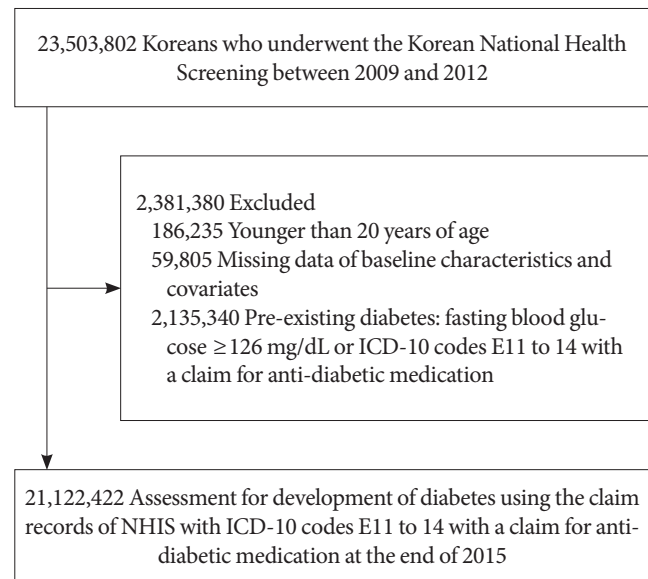 23,503,802 Koreans who underwent the Korean National Health
Screening between 2009 and 2012
2,381,380 Excluded
186,235 Younger than 20 years of age
59,805 Missing data of baseline characteristics and
covariates
2,135,340 Pre-existing diabetes: fasting blood glu-
cose ≥126 mg/dL or ICD-10 codes E11 to 14 with
a claim for anti-diabetic medication
21,122,422 Assessment for development of diabetes using the claim
records of NHIS with ICD-10 codes E11 to 14 with a claim for anti-
diabetic medication at the end of 2015